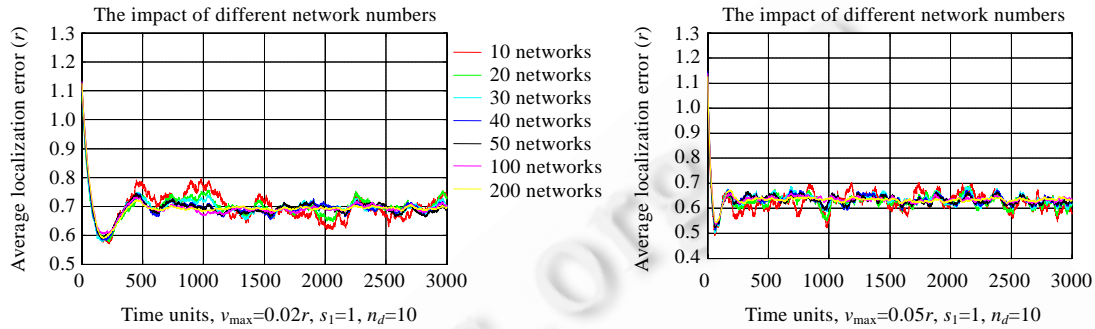 The impact of different network numbers
Average localization error (r)
1.3
1.2
1.1
1.0
0.9
0.8
0.7
0.6
0.5
0 500 1000 1500 2000 2500 3000
Time units, vmax=0.02r, s1=1, nd=10
10 networks
20 networks
30 networks
40 networks
50 networks
100 networks
200 networks
The impact of different network numbers
Average localization error (r)
1.3
1.2
1.1
1.0
0.9
0.8
0.7
0.6
0.5
0.4
0 500 1000 1500 2000 2500 3000
Time units, vmax=0.05r, s1=1, nd=10